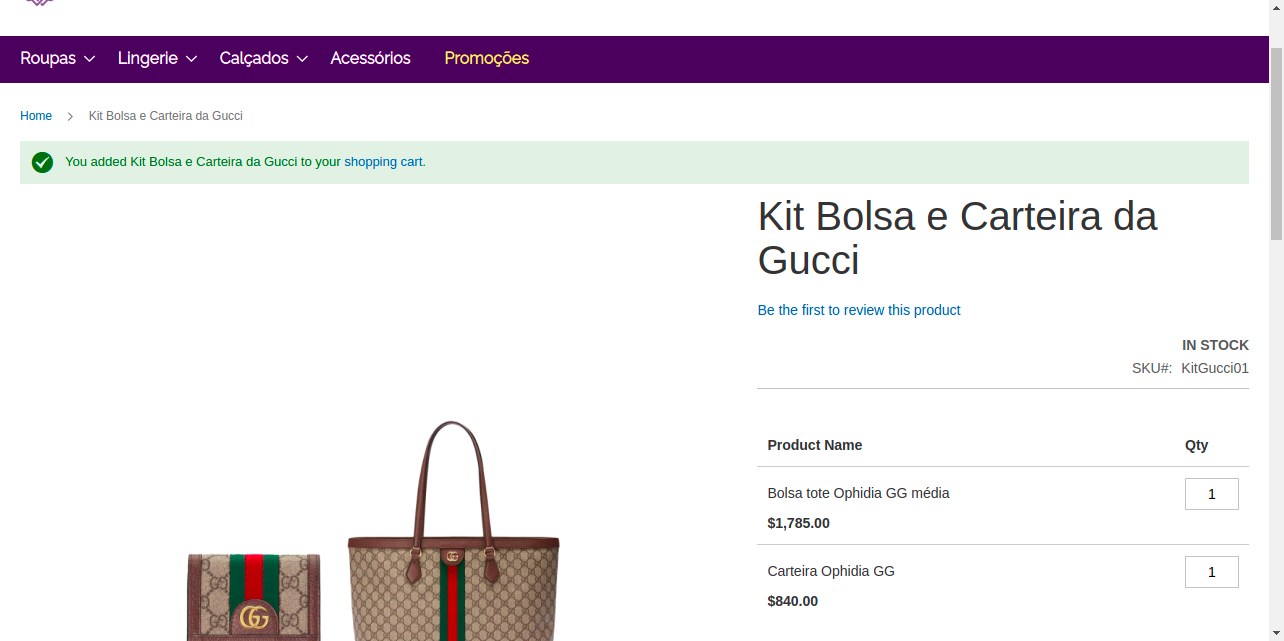 Roupas Lingerie Calçados Acessórios Promoções
Home Kit Bolsa e Carteira da Gucci
You added Kit Bolsa e Carteira da Gucci to your shopping cart.
Kit Bolsa e Carteira da
Gucci
Be the first to review this product
IN STOCK
SKU#: KitGucci01
Product Name Qty
Bolsa tote Ophidia GG média 1
$1,785.00
Carteira Ophidia GG 1
$840.00